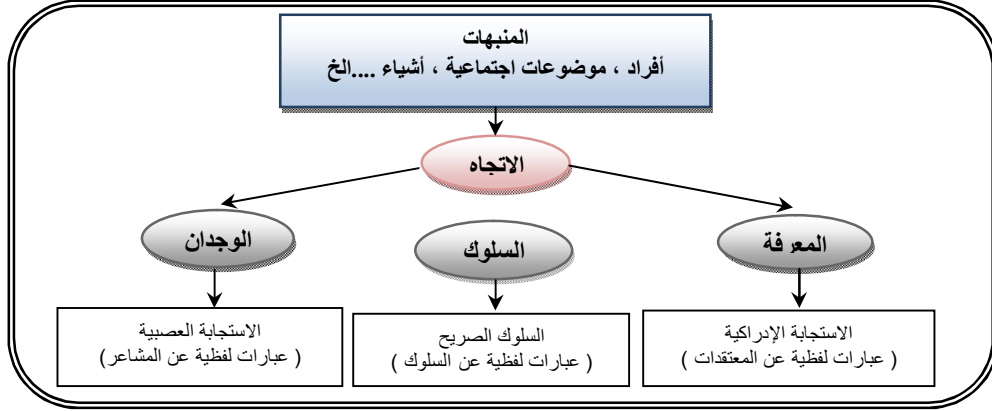 المنبهات
أفراد ، موضوعات اجتماعية ، أشياء ....الخ
الاتجاه
المعرفة
السلوك
الوجدان
الاستجابة الإدراكية
( عبارات لفظية عن المعتقدات )
السلوك الصريح
( عبارات لفظية عن السلوك )
الاستجابة العصبية
( عبارات لفظية عن المشاعر)